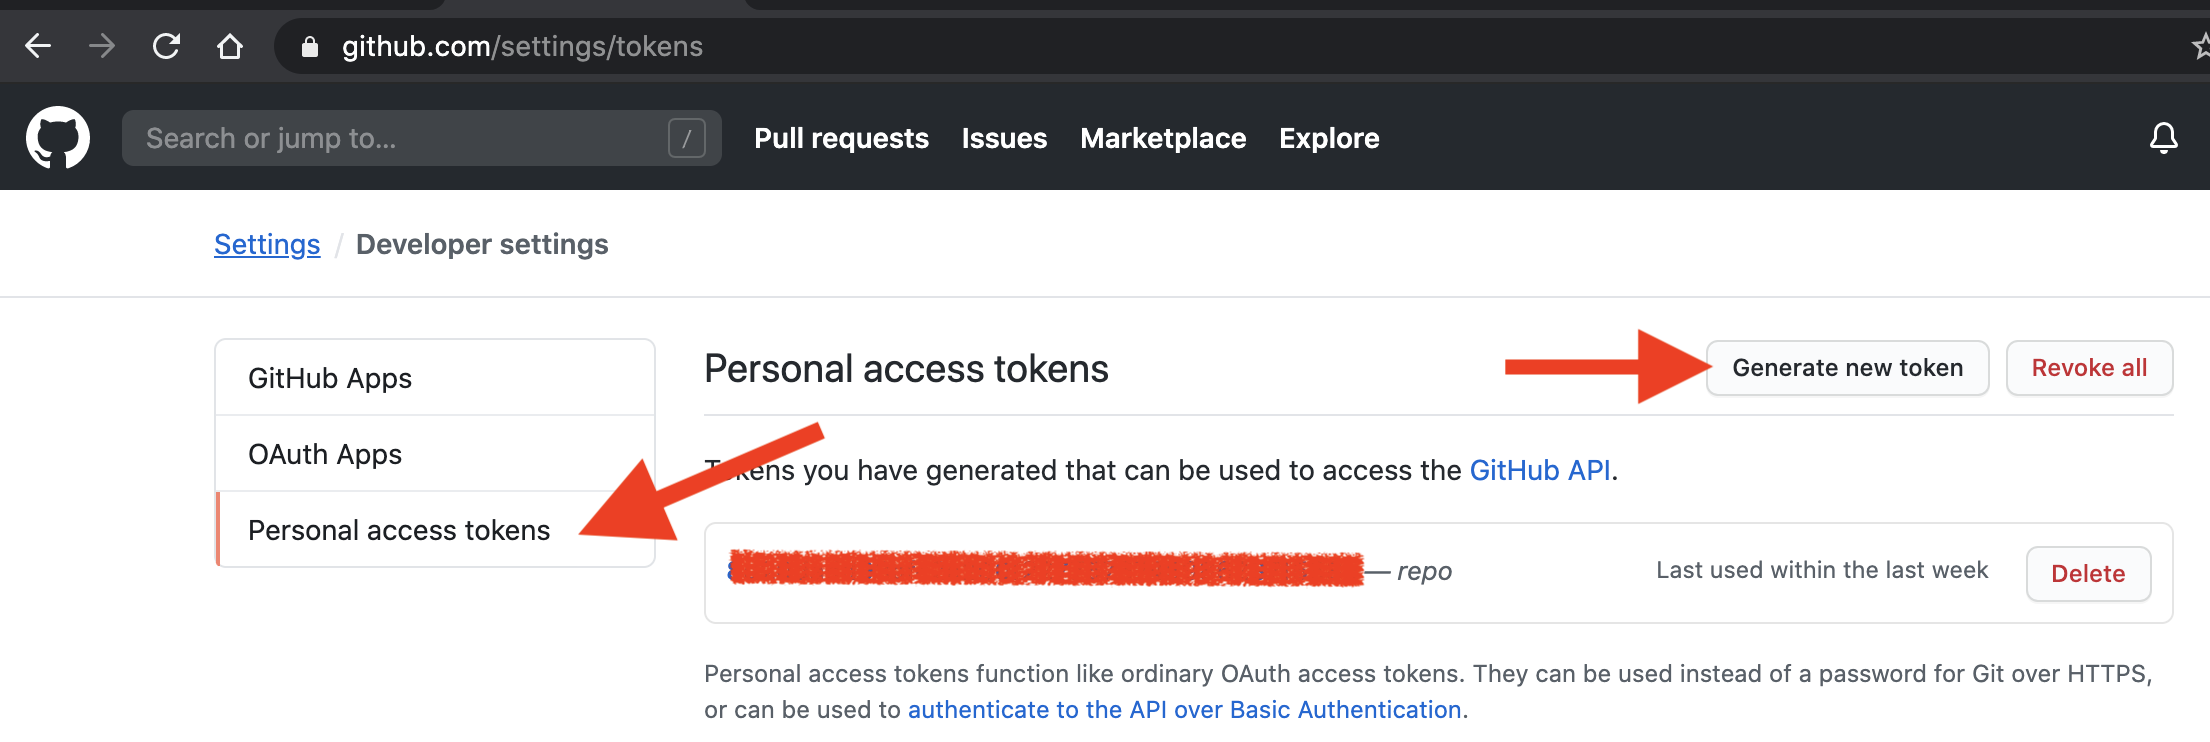 github.com/settings/tokens
Search or jump to... /
Pull requests Issues Marketplace Explore
Settings / Developer settings
GitHub Apps
OAuth Apps
Personal access tokens
Personal access tokens
Generate new token
Revoke all
Tokens you have generated that can be used to access the GitHub API.
— repo
Last used within the last week
Delete
Personal access tokens function like ordinary OAuth access tokens. They can be used instead of a password for Git over HTTPS,
or can be used to authenticate to the API over Basic Authentication.